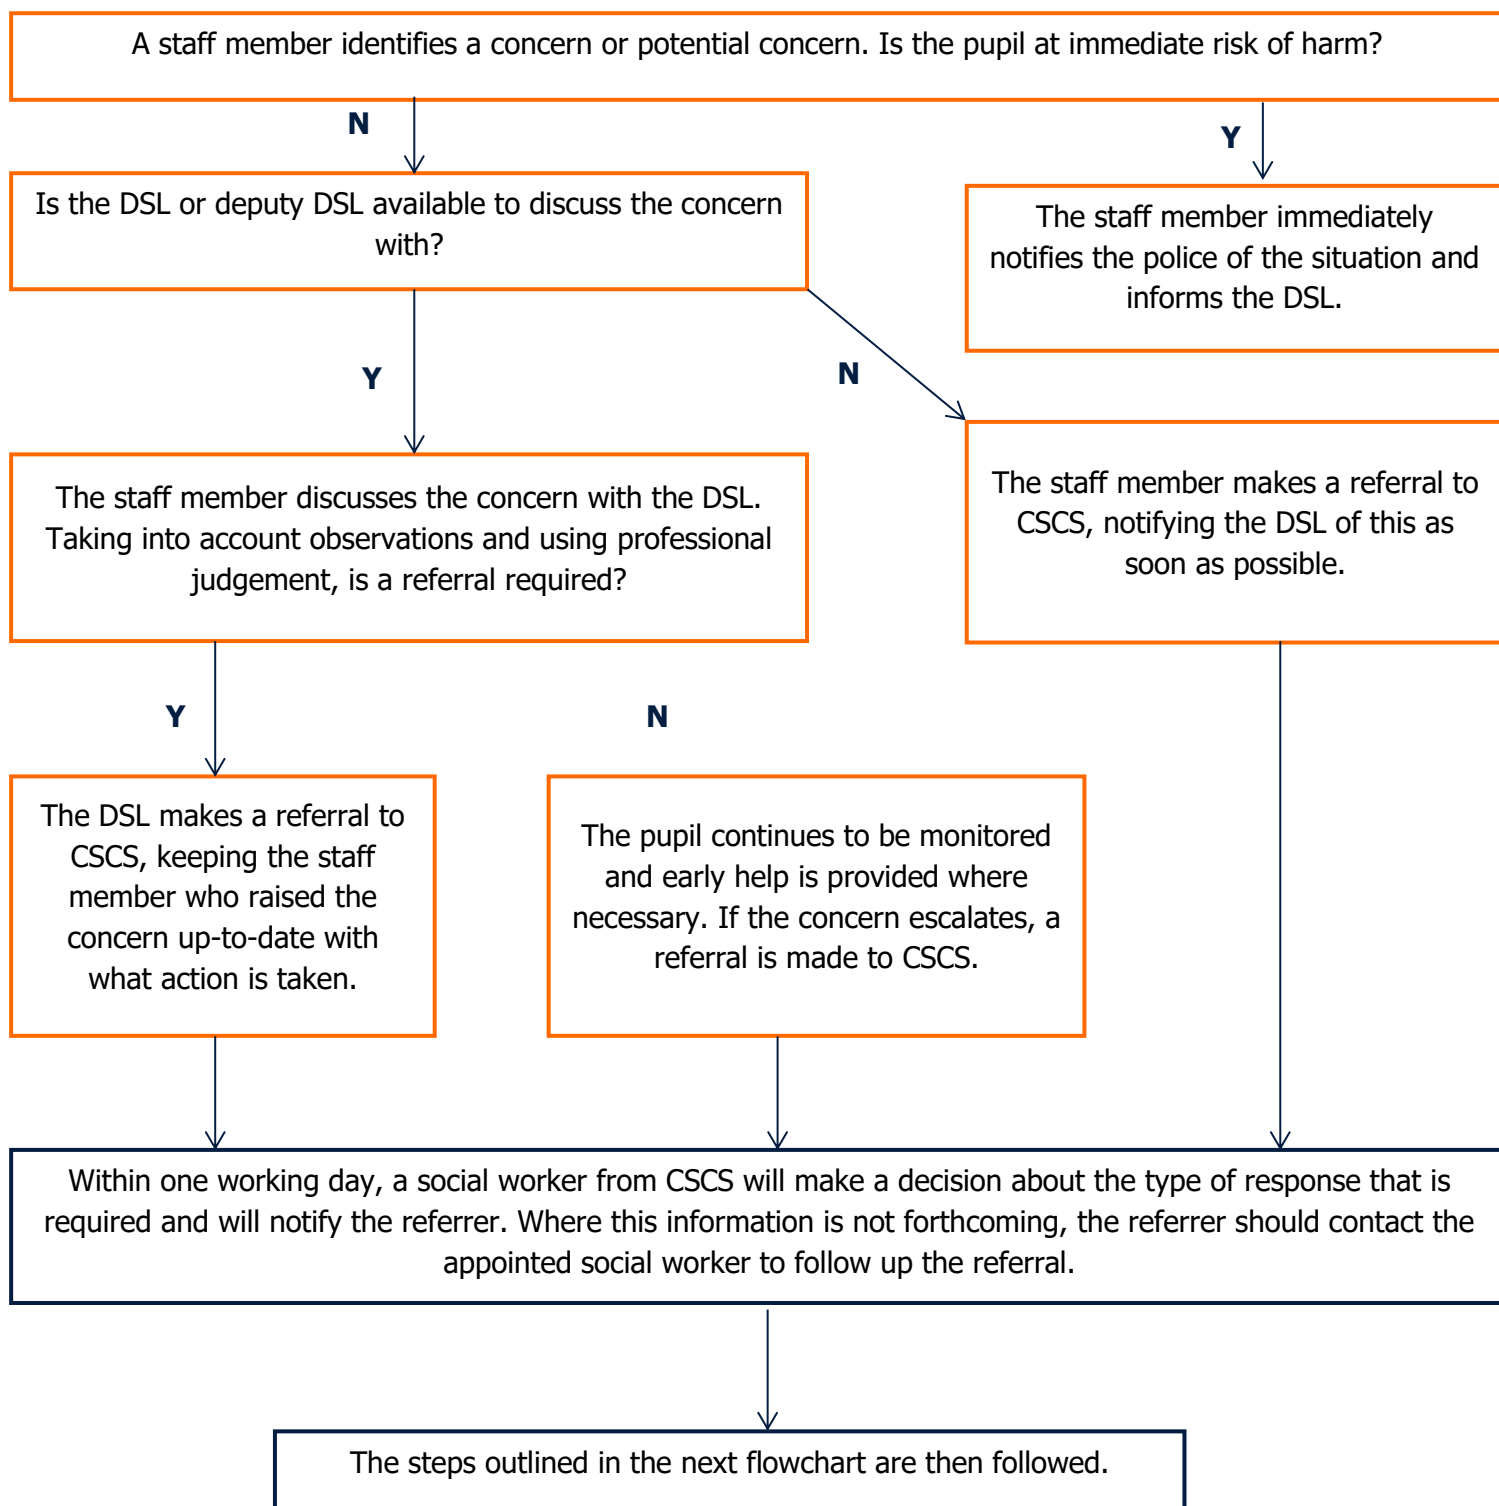 A staff member identifies a concern or potential concern. Is the pupil at immediate risk of harm?
N
Y
Is the DSL or deputy DSL available to discuss the concern
with?
The staff member immediately
notifies the police of the situation and
informs the DSL.
Y
N
The staff member discusses the concern with the DSL.
Taking into account observations and using professional
judgement, is a referral required?
The staff member makes a referral to
CSCS, notifying the DSL of this as
soon as possible.
Y
N
The DSL makes a referral to
CSCS, keeping the staff
member who raised the
concern up-to-date with
what action is taken.
The pupil continues to be monitored
and early help is provided where
necessary. If the concern escalates, a
referral is made to CSCS.
Within one working day, a social worker from CSCS will make a decision about the type of response that is
required and will notify the referrer. Where this information is not forthcoming, the referrer should contact the
appointed social worker to follow up the referral.
The steps outlined in the next flowchart are then followed.